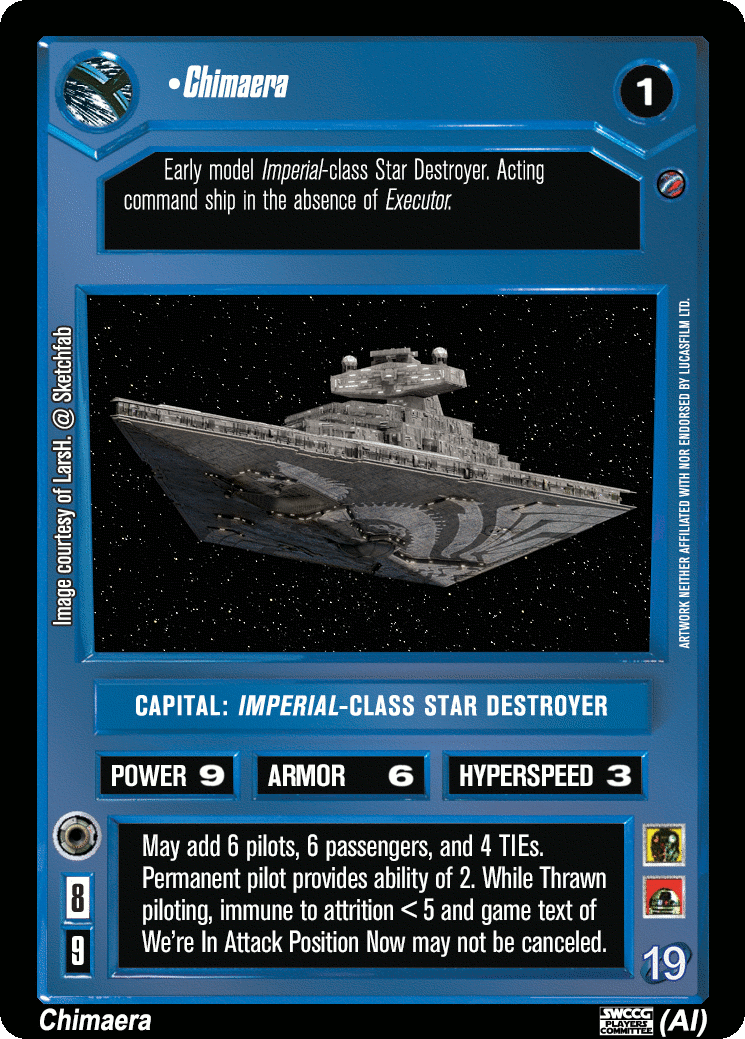 •Chimaera
1
Early model Imperial-class Star Destroyer. Acting
command ship in the absence of Executor.
Image courtesy of LarsH. @ Sketchfab
ARTWORK NEITHER AFFILIATED WITH NOR ENDORSED BY LUCASFILM LTD.
CAPITAL: IMPERIAL-CLASS STAR DESTROYER
POWER 9 ARMOR 6 HYPERSPEED 3
May add 6 pilots, 6 passengers, and 4 TIEs.
Permanent pilot provides ability of 2. While Thrawn
piloting, immune to attrition < 5 and game text of
We're In Attack Position Now may not be canceled.
8
9
19
Chimaera
SWCCG
PLAYERS
COMMITTEE
(AI)